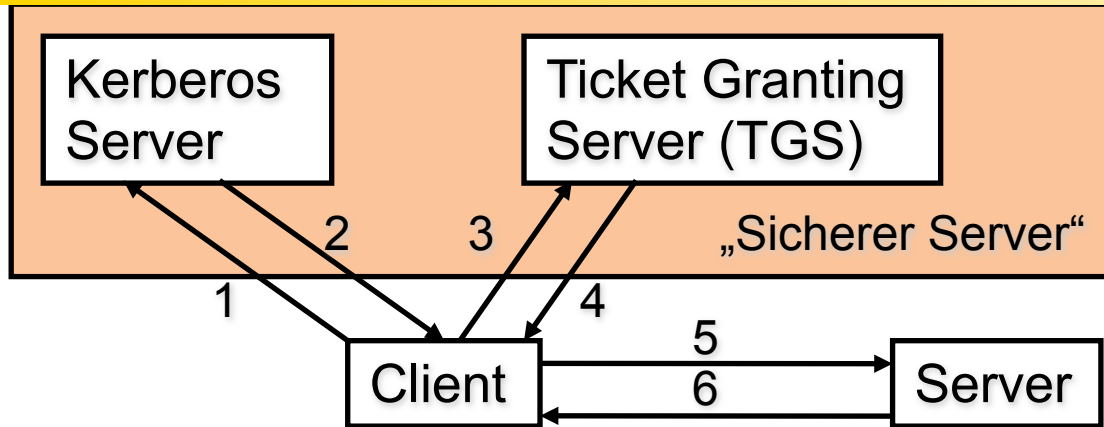 Kerberos
Server
Ticket Granting
Server (TGS)
2
3
„Sicherer Server“
1
4
5
Client
6
Server